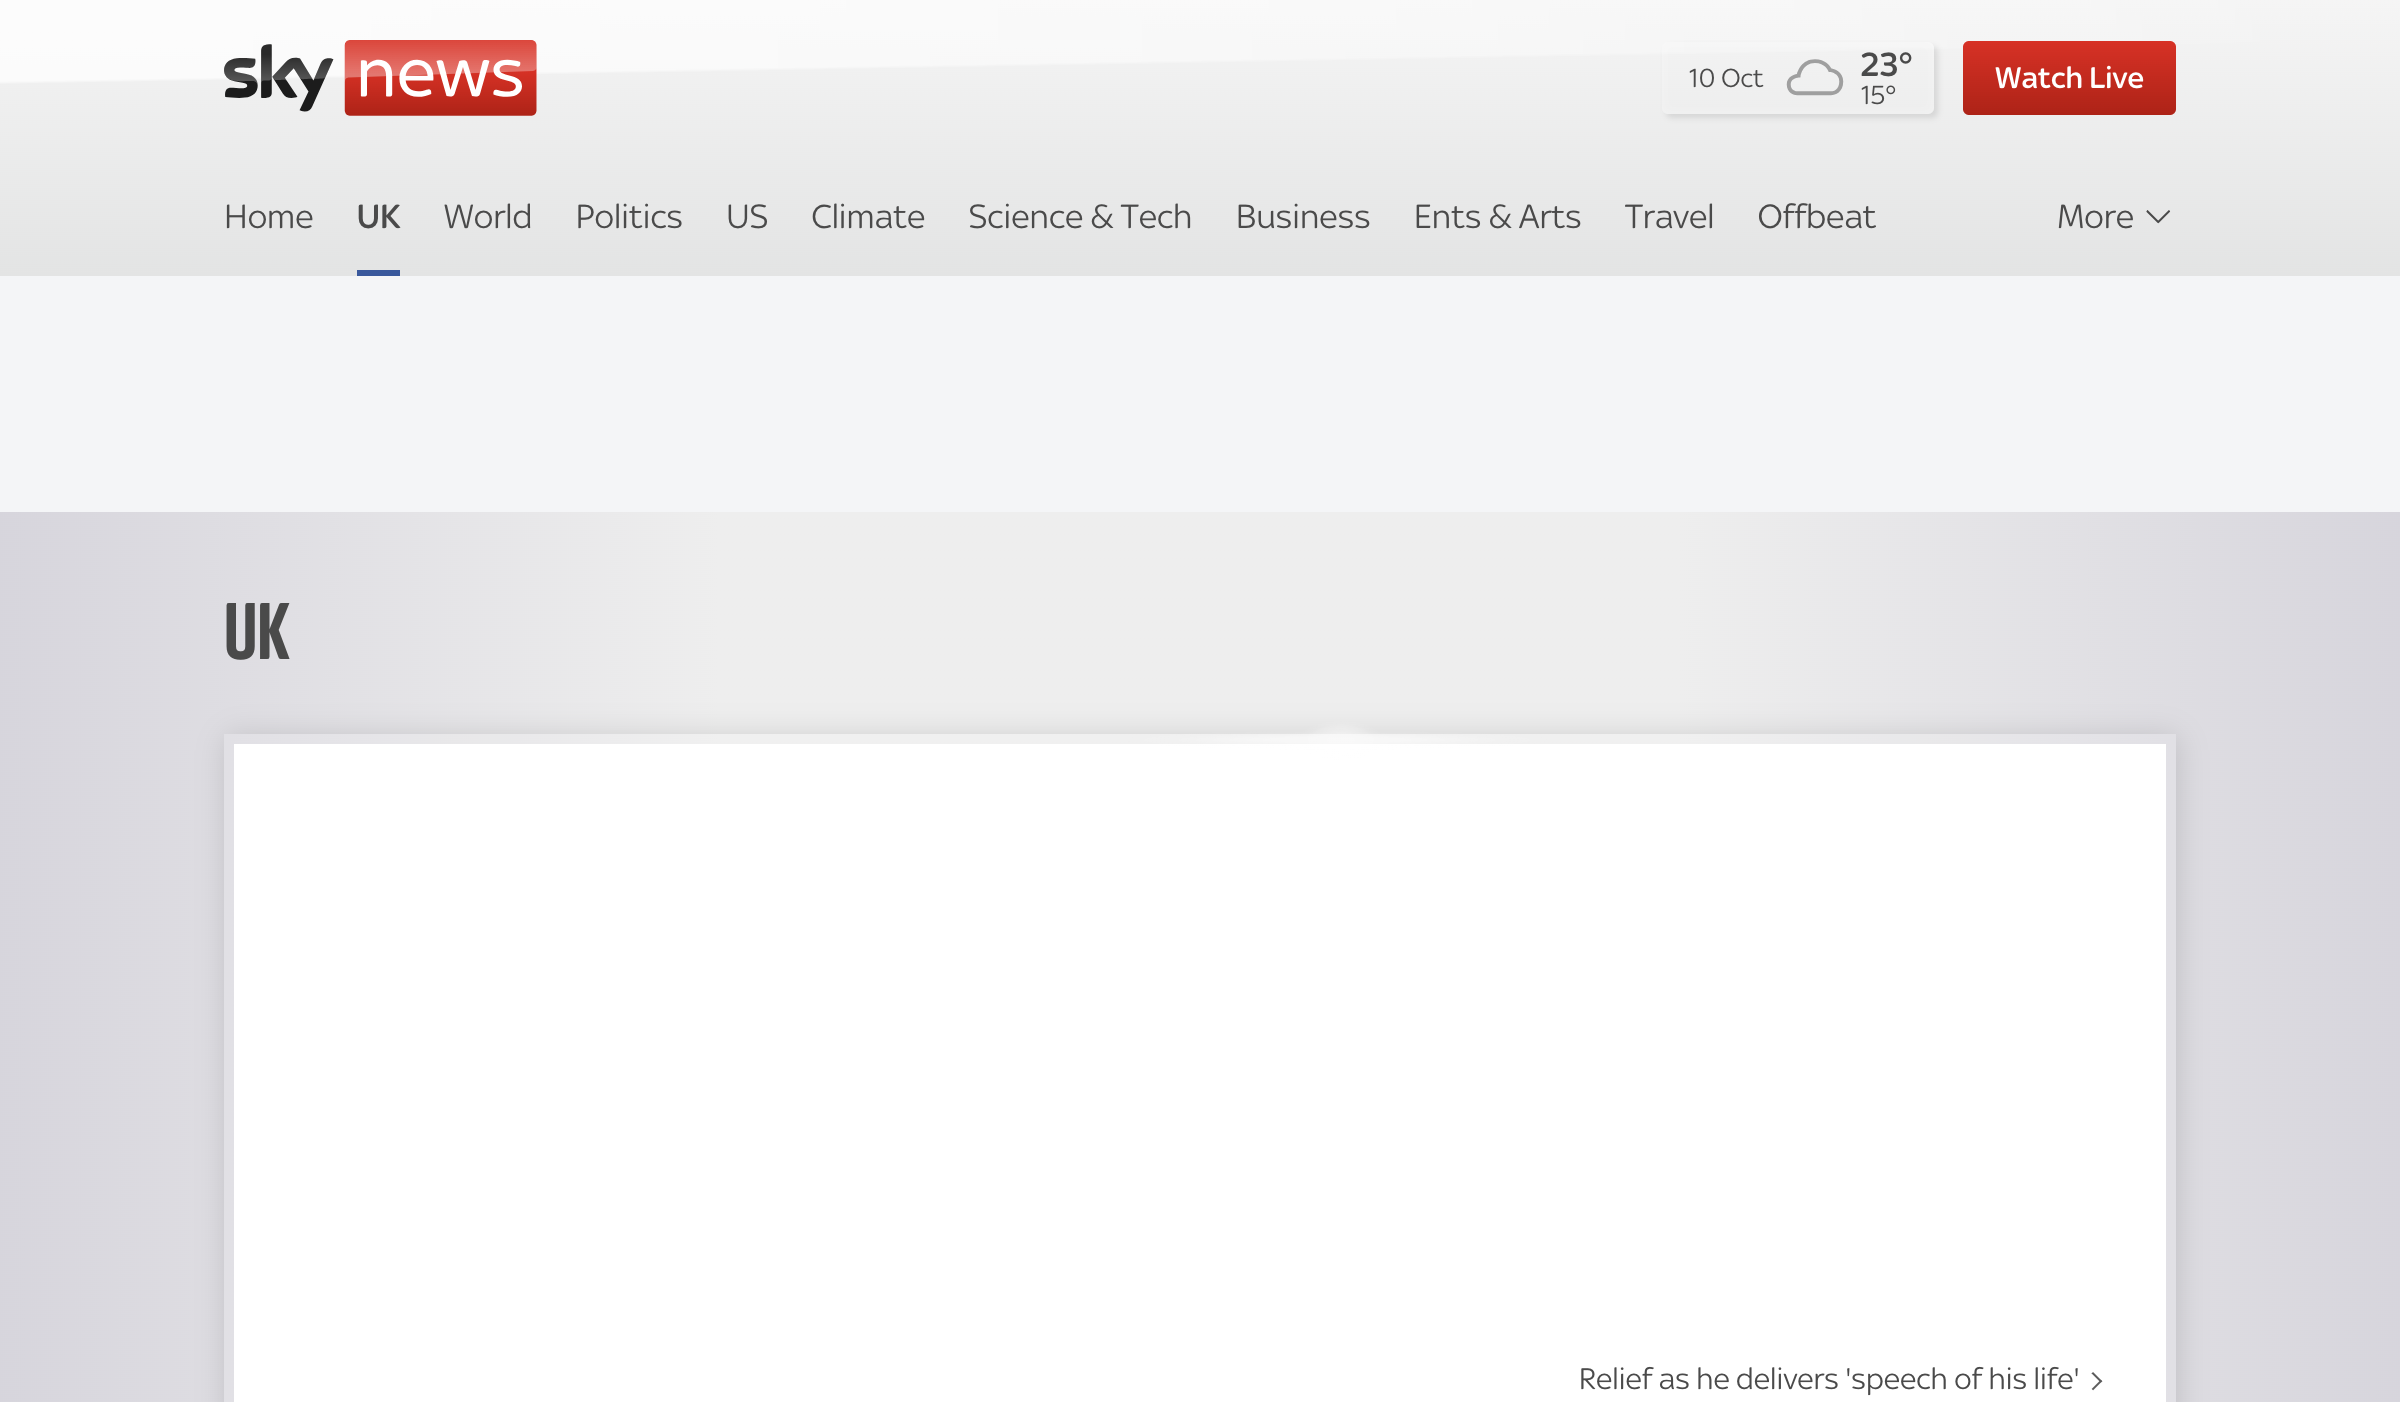 sky news
10 Oct
23°
15°
Watch Live
Home UK World Politics US Climate Science & Tech Business Ents & Arts Travel Offbeat More
UK
Relief as he delivers 'speech of his life'